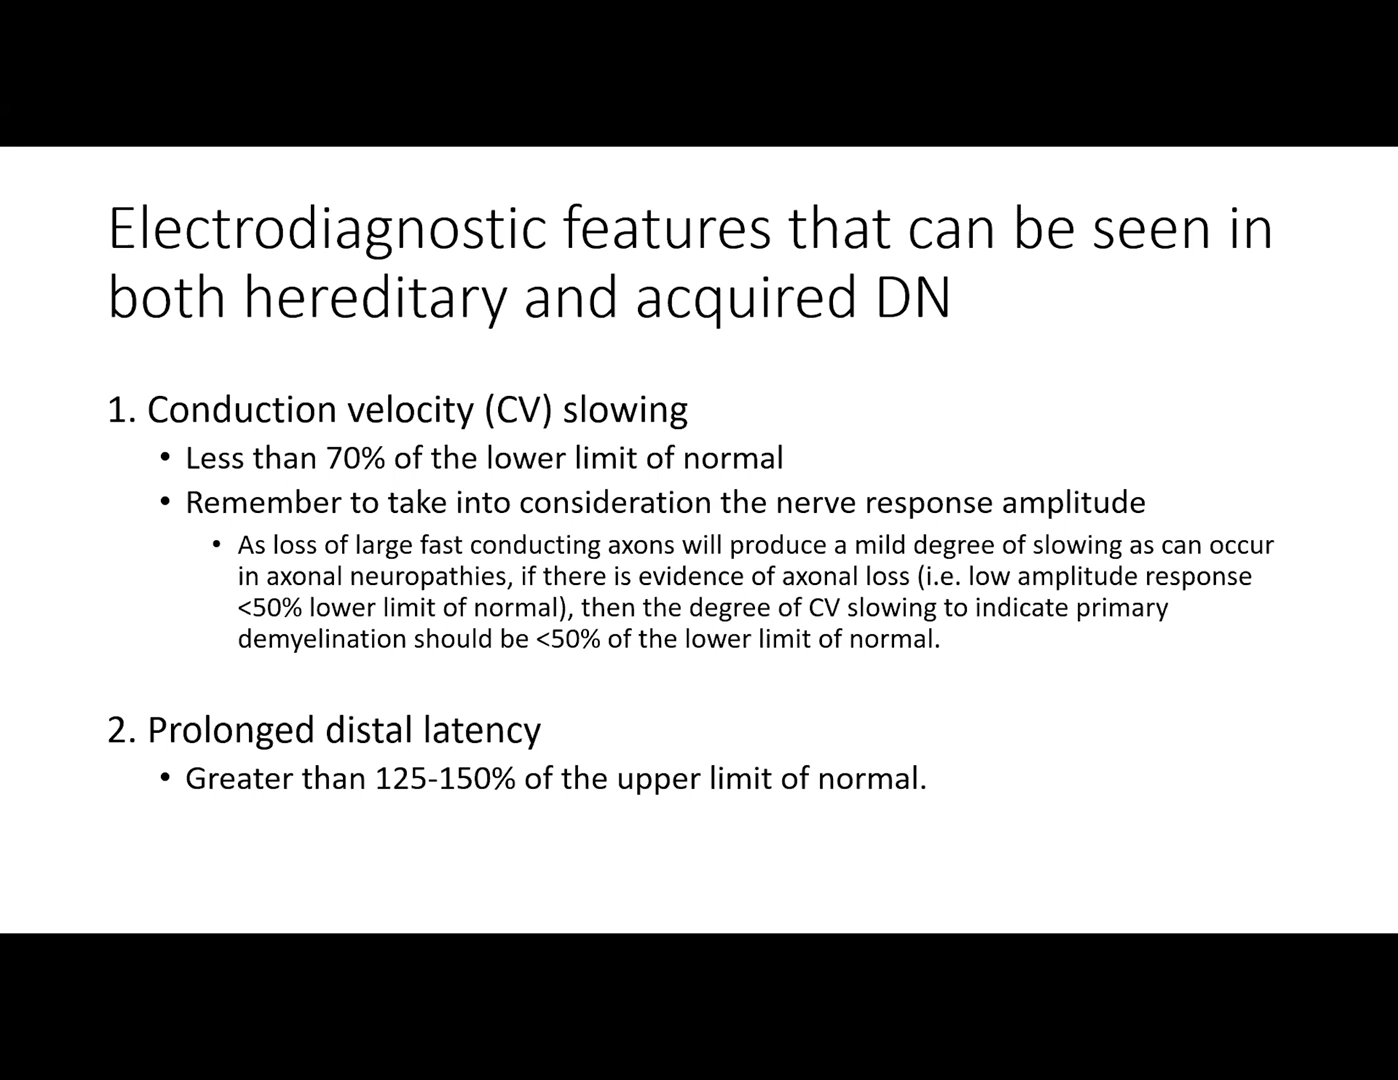 Electrodiagnostic features that can be seen in
both hereditary and acquired DN
1. Conduction velocity (CV) slowing
• Less than 70% of the lower limit of normal
• Remember to take into consideration the nerve response amplitude
• As loss of large fast conducting axons will produce a mild degree of slowing as can occur
in axonal neuropathies, if there is evidence of axonal loss (i.e. low amplitude response
<50% lower limit of normal), then the degree of CV slowing to indicate primary
demyelination should be <50% of the lower limit of normal.
2. Prolonged distal latency
• Greater than 125-150% of the upper limit of normal.